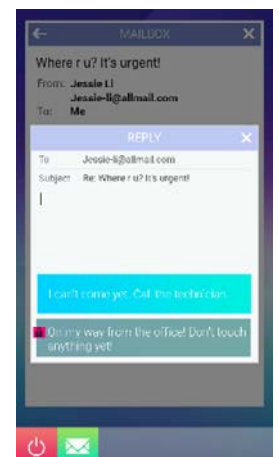 MAILBOX
Where r u? It's urgent!
From: Jessie Li
Jessie-li@allmail.com
To: Me
REPLY
To Jessie-li@allmail.com
Subject Re: Where r u? It's urgent!
I can't come yet. Call the technician.
On my way from the office! Don't touch
anything yet!